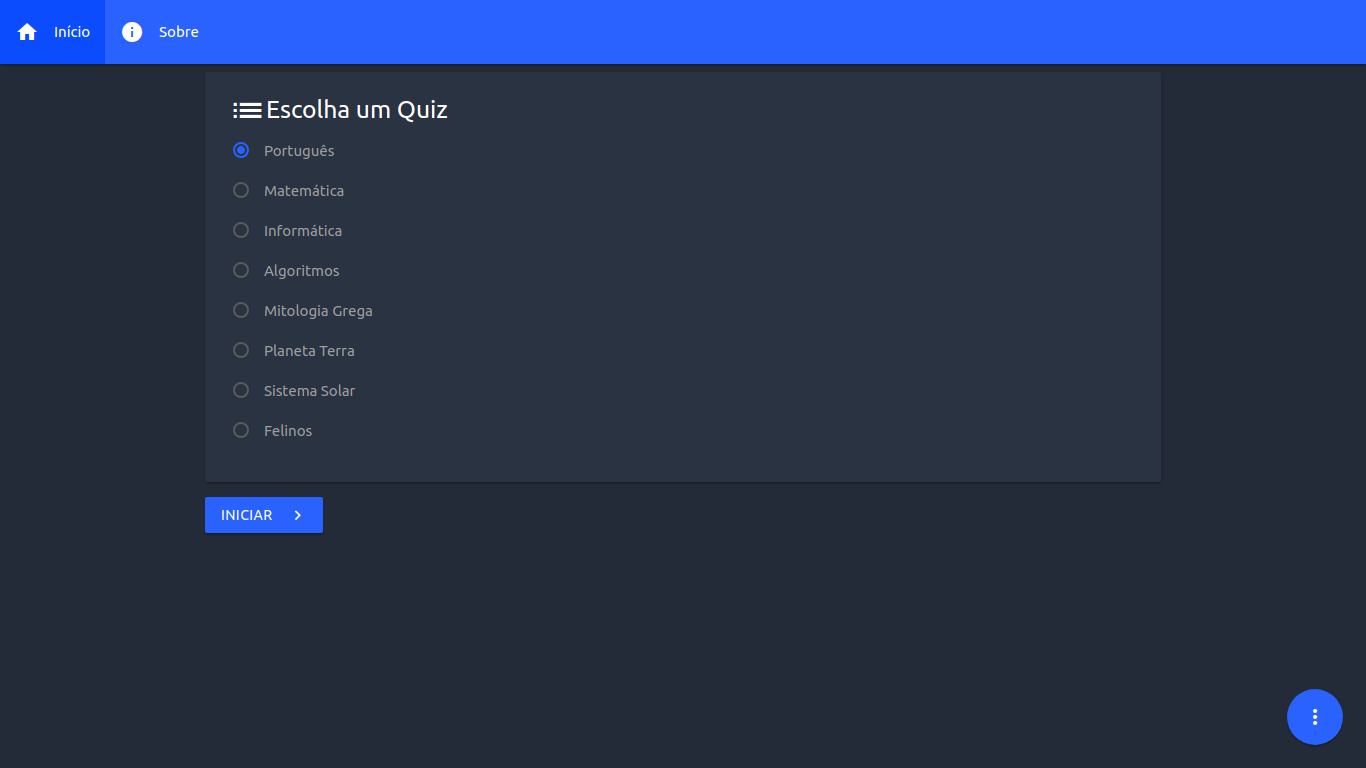 Início Sobre
Escolha um Quiz
Português
Matemática
Informática
Algoritmos
Mitologia Grega
Planeta Terra
Sistema Solar
Felinos
INICIAR